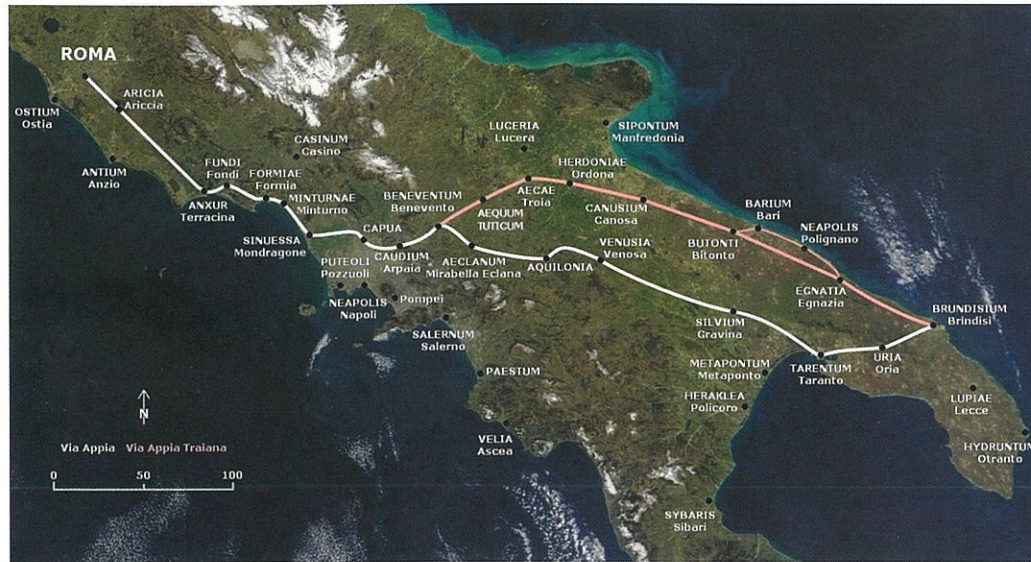 ROMA
ARICIA
Ariccia
OSTIUM
Ostia
ANTIUM
Anzio
FUNDI
Fondi
ANXUR
Terracina
FORMIAE
Formia
CASINUM
Casino
MINTURNAE
Minturno
SINUESSA
Mondragone
CAPUA
PUTEOLI
Pozzuoli
NEAPOLIS
Napoli
CAUDIUM
Arpaia
Pompei
SALERNUM
Salerno
PAESTUM
VELIA
Ascea
BENEVENTUM
Benevento
AECLANUM
Mirabella Eclana
AEQUUM
TUTICUM
LUCERIA
Lucera
AECAE
Troia
HERDONIAE
Ordona
SIPONTUM
Manfredonia
CANUSIUM
Canosa
AQUILONIA
VENUSIA
Venosa
BUTONTI
Bitonto
BARIUM
Bari
NEAPOLIS
Polignano
EGNATIA
Egnazia
BRUNDISIUM
Brindisi
SILVIUM
Gravina
TARENTUM
Taranto
URIA
Oria
METAPONTUM
Metaponto
HERAKLEA
Policoro
LUPIAE
Lecce
HYDRUNTUM
Otranto
SYBARIS
Sibari
N
Via Appia Via Appia Traiana
0 50 100